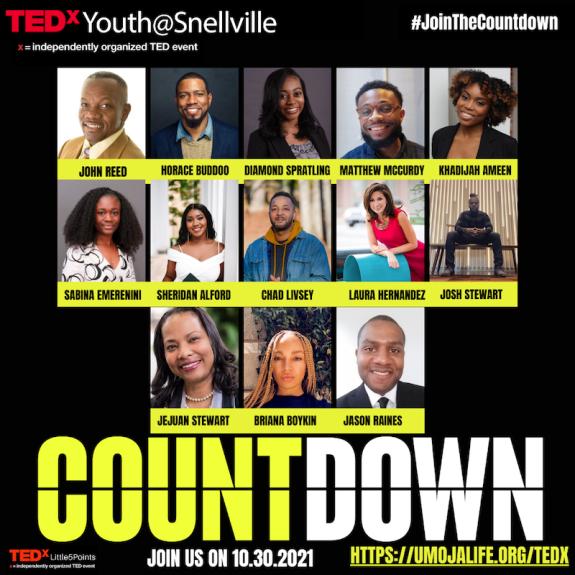 TEDx Youth@Snellville
x = independently organized TED event
#JoinTheCountdown
JOHN REED
HORACE BUDDOO
DIAMOND SPRATLING
MATTHEW MCCURDY
KHADIJAH AMEEN
SABINA EMERENINI
SHERIDAN ALFORD
CHAD LIVSEY
LAURA HERNANDEZ
JOSH STEWART
JEJUAN STEWART
BRIANA BOYKIN
JASON RAINES
COUNTDOWN
TEDx Little5Points
x = independently organized TED event
JOIN US ON 10.30.2021
HTTPS://UMOJALIFE.ORG/TEDX